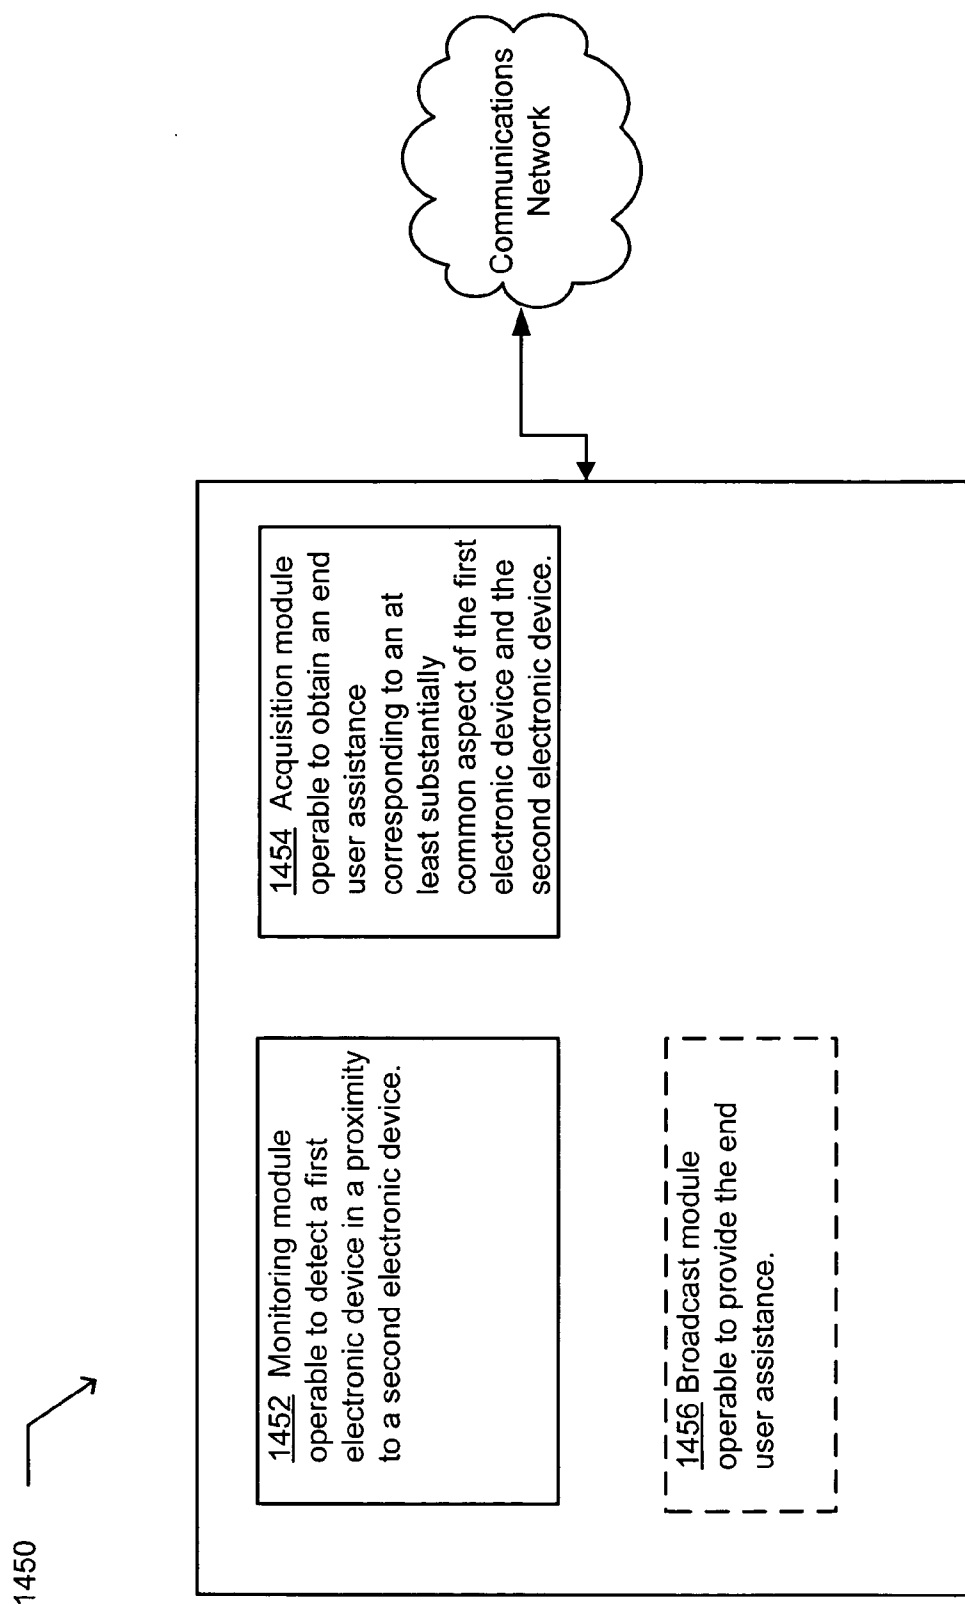 1450
1452 Monitoring module
operable to detect a first
electronic device in a proximity
to a second electronic device.
1454 Acquisition module
operable to obtain an end
user assistance
corresponding to an at
least substantially
common aspect of the first
electronic device and the
second electronic device.
1456 Broadcast module
operable to provide the end
user assistance.
Communications
Network